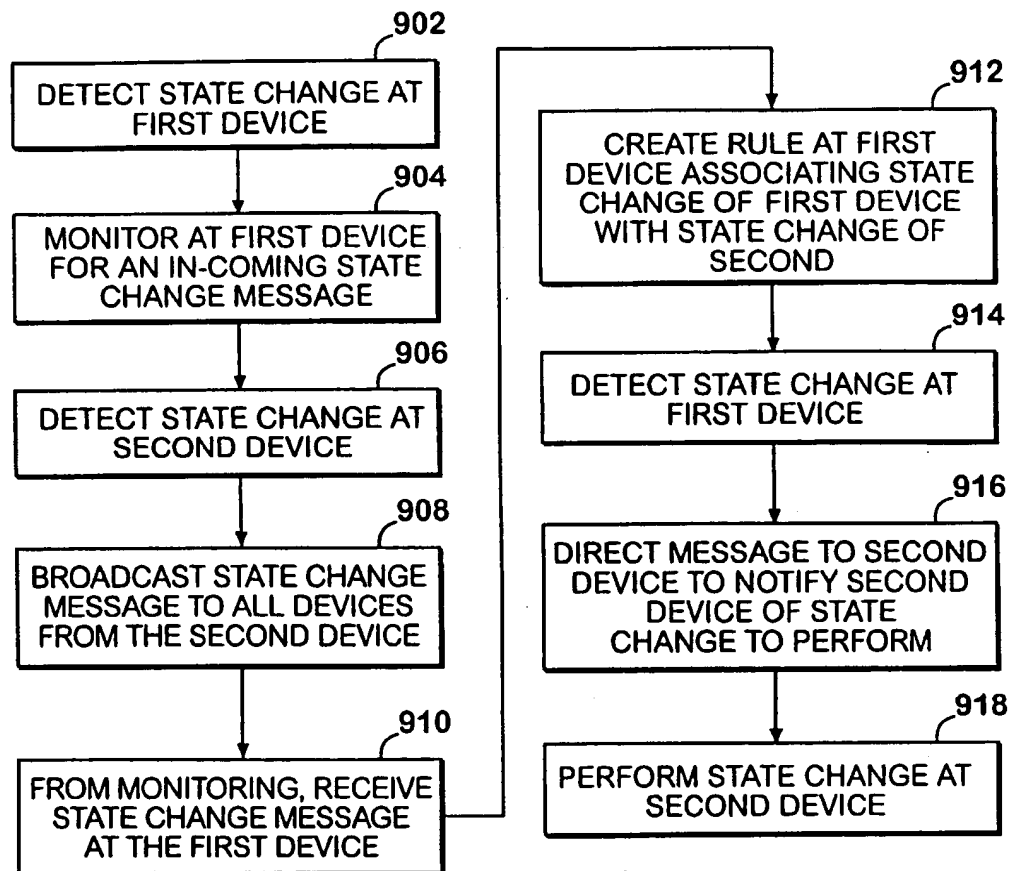 902
DETECT STATE CHANGE AT
FIRST DEVICE
904
MONITOR AT FIRST DEVICE
FOR AN IN-COMING STATE
CHANGE MESSAGE
906
DETECT STATE CHANGE AT
SECOND DEVICE
908
BROADCAST STATE CHANGE
MESSAGE TO ALL DEVICES
FROM THE SECOND DEVICE
910
FROM MONITORING, RECEIVE
STATE CHANGE MESSAGE
AT THE FIRST DEVICE
912
CREATE RULE AT FIRST
DEVICE ASSOCIATING STATE
CHANGE OF FIRST DEVICE
WITH STATE CHANGE OF
SECOND
914
DETECT STATE CHANGE AT
FIRST DEVICE
916
DIRECT MESSAGE TO SECOND
DEVICE TO NOTIFY SECOND
DEVICE OF STATE
CHANGE TO PERFORM
918
PERFORM STATE CHANGE AT
SECOND DEVICE